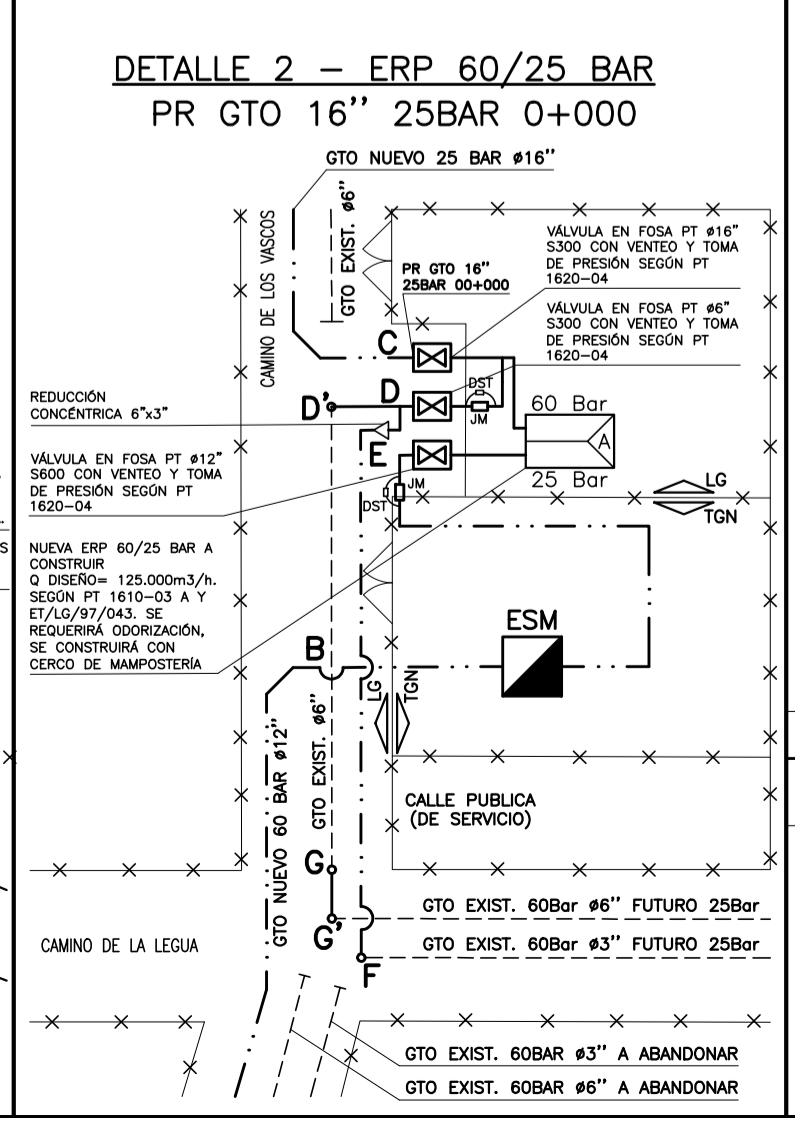 DETALLE 2 – ERP 60/25 BAR
PR GTO 16'' 25BAR 0+000
GTO NUEVO 25 BAR ø16''
CAMINO DE LOS VASCOS
GTO EXIST. ø6''
PR GTO 16''
25BAR 00+000
VÁLVULA EN FOSA PT ø16''
S300 CON VENTEO Y TOMA
DE PRESIÓN SEGÚN PT
1620–04
VÁLVULA EN FOSA PT ø6''
S300 CON VENTEO Y TOMA
DE PRESIÓN SEGÚN PT
1620–04
C
D'
D
DST
JM
REDUCCIÓN
CONCÉNTRICA 6''x3''
60 Bar
A
25 Bar
E
VÁLVULA EN FOSA PT ø12''
S600 CON VENTEO Y TOMA
DE PRESIÓN SEGÚN PT
1620–04
JM
DST
LG
TGN
S
NUEVA ERP 60/25 BAR A
CONSTRUIR
Q DISEÑO= 125.000m3/h.
SEGÚN PT 1610–03 A Y
ET/LG/97/043. SE
REQUERIRÁ ODORIZACIÓN,
SE CONSTRUIRÁ CON
CERCO DE MAMPOSTERÍA
ESM
B
LG
TGN
GTO NUEVO 60 BAR ø12''
GTO EXIST. ø6''
CALLE PUBLICA
(DE SERVICIO)
G
GTO EXIST. 60Bar ø6'' FUTURO 25Bar
G'
CAMINO DE LA LEGUA
GTO EXIST. 60Bar ø3'' FUTURO 25Bar
F
GTO EXIST. 60BAR ø3'' A ABANDONAR
GTO EXIST. 60BAR ø6'' A ABANDONAR